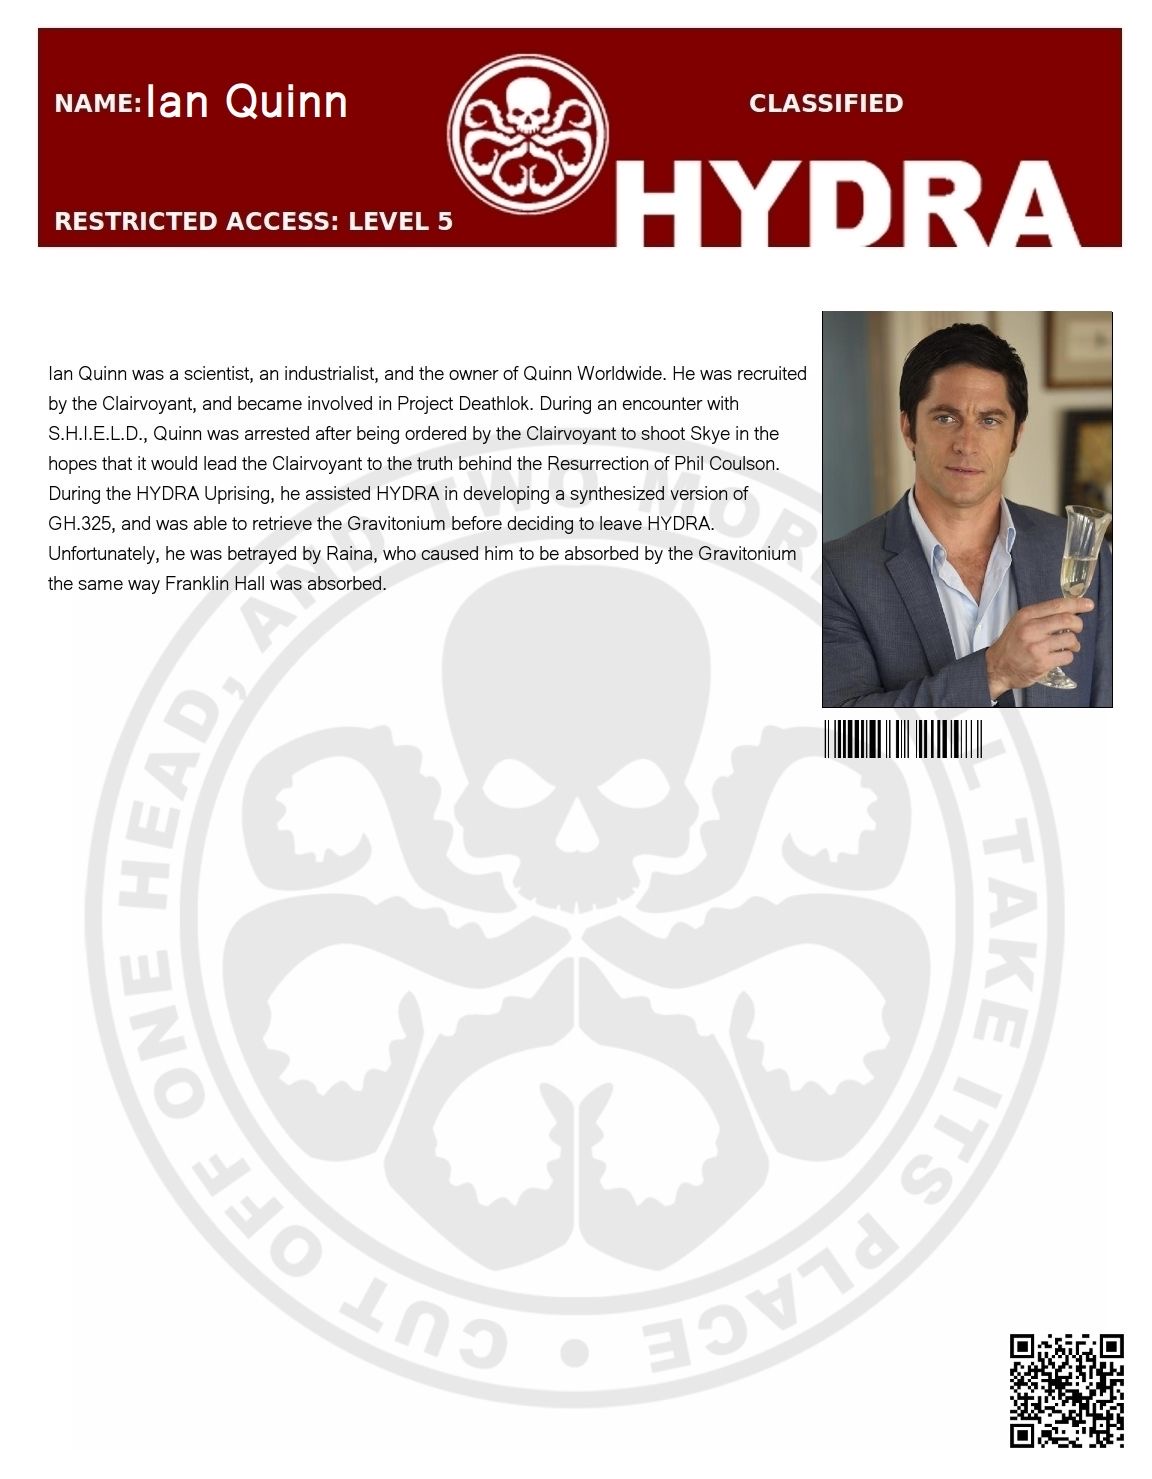 NAME: Ian Quinn
CLASSIFIED
RESTRICTED ACCESS: LEVEL 5
HYDRA
Ian Quinn was a scientist, an industrialist, and the owner of Quinn Worldwide. He was recruited
by the Clairvoyant, and became involved in Project Deathlok. During an encounter with
S.H.I.E.L.D., Quinn was arrested after being ordered by the Clairvoyant to shoot Skye in the
hopes that it would lead the Clairvoyant to the truth behind the Resurrection of Phil Coulson.
During the HYDRA Uprising, he assisted HYDRA in developing a synthesized version of
GH.325, and was able to retrieve the Gravitonium before deciding to leave HYDRA.
Unfortunately, he was betrayed by Raina, who caused him to be absorbed by the Gravitonium
the same way Franklin Hall was absorbed.
CUT OFF ONE HEAD, AND TWO MOR L TAKE ITS PLACE